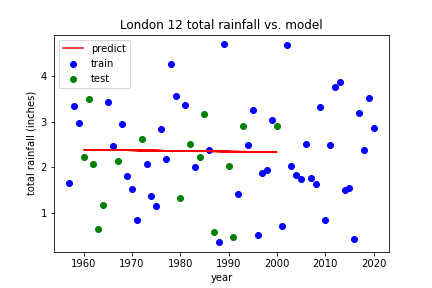 London 12 total rainfall vs. model
predict
train
test
4
3
2
1
total rainfall (inches)
1960 1970 1980 1990 2000 2010 2020
year